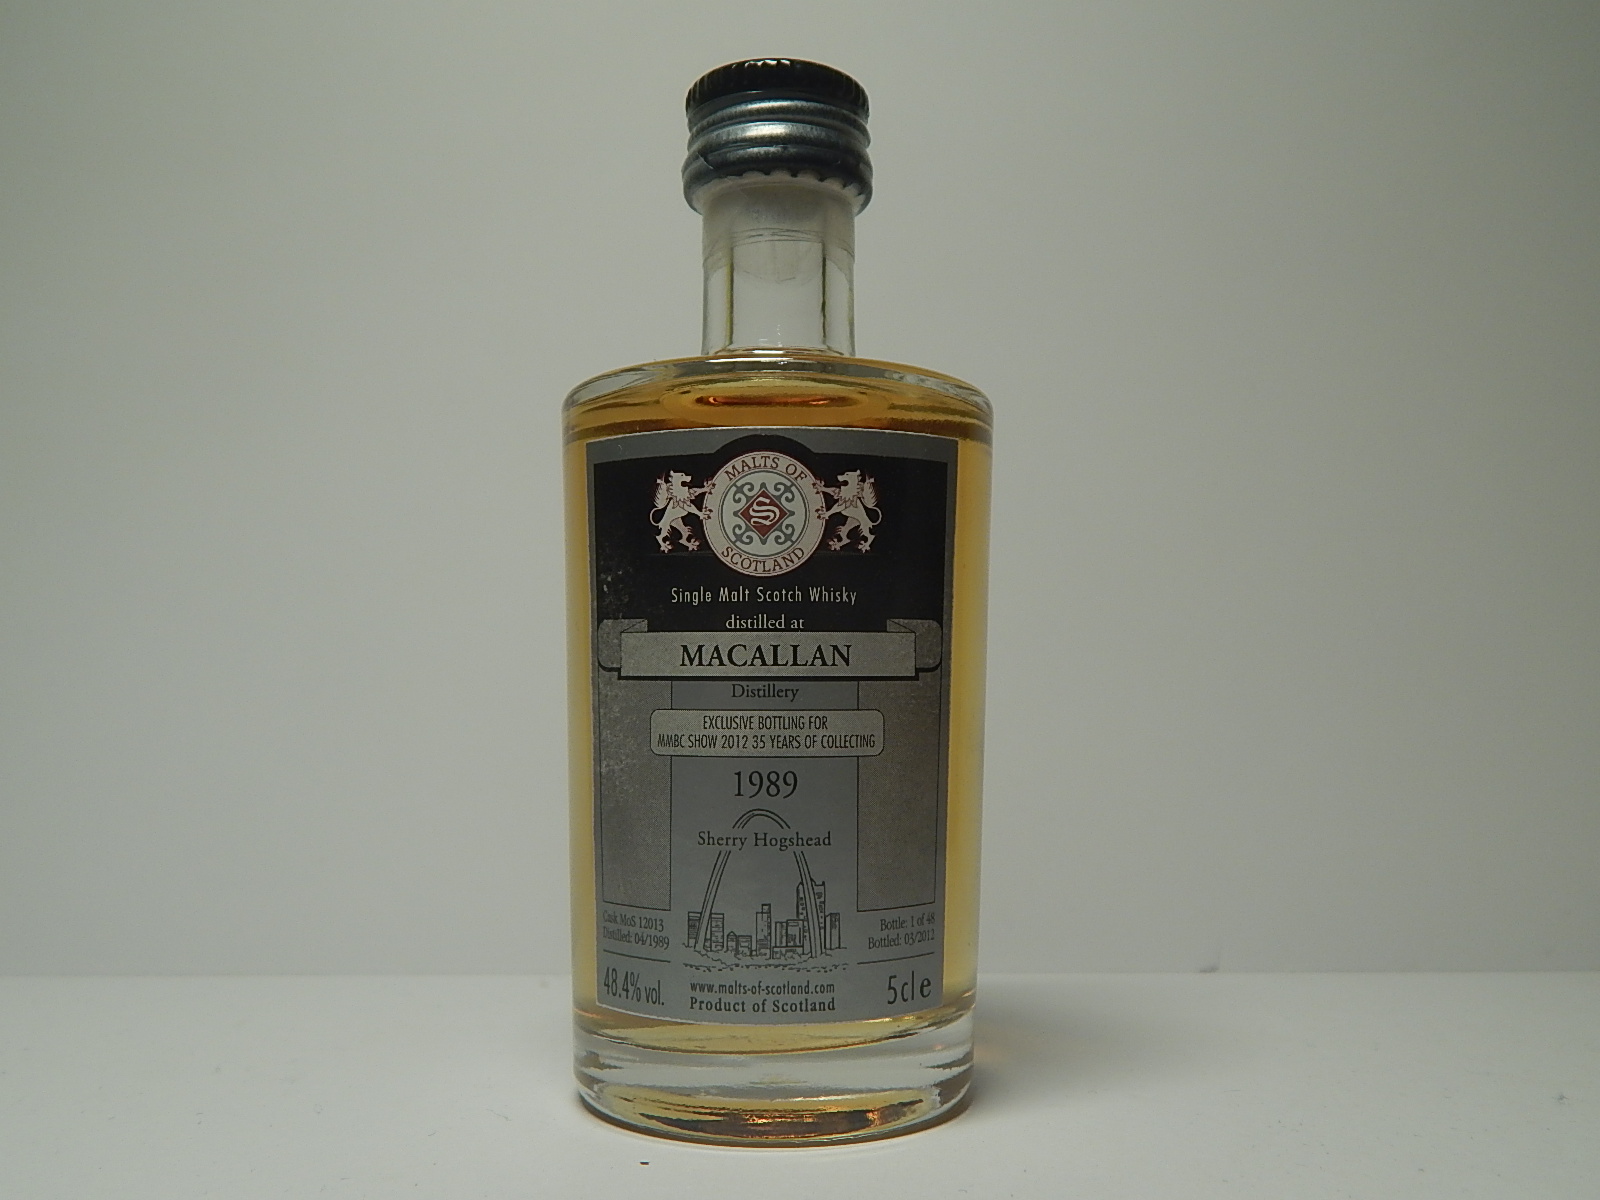 MALTS OF
S
SCOTLAND
Single Malt Scotch Whisky
distilled at
MACALLAN
Distillery
EXCLUSIVE BOTTLING FOR
MMBC SHOW 2012 35 YEARS OF COLLECTING
1989
Sherry Hogshead
Cask MoS 12013
Distilled: 04/1989
Bottle: 1 of 48
Bottled: 03/2012
48.4% vol.
www.malts-of-scotland.com
Product of Scotland
5cl e